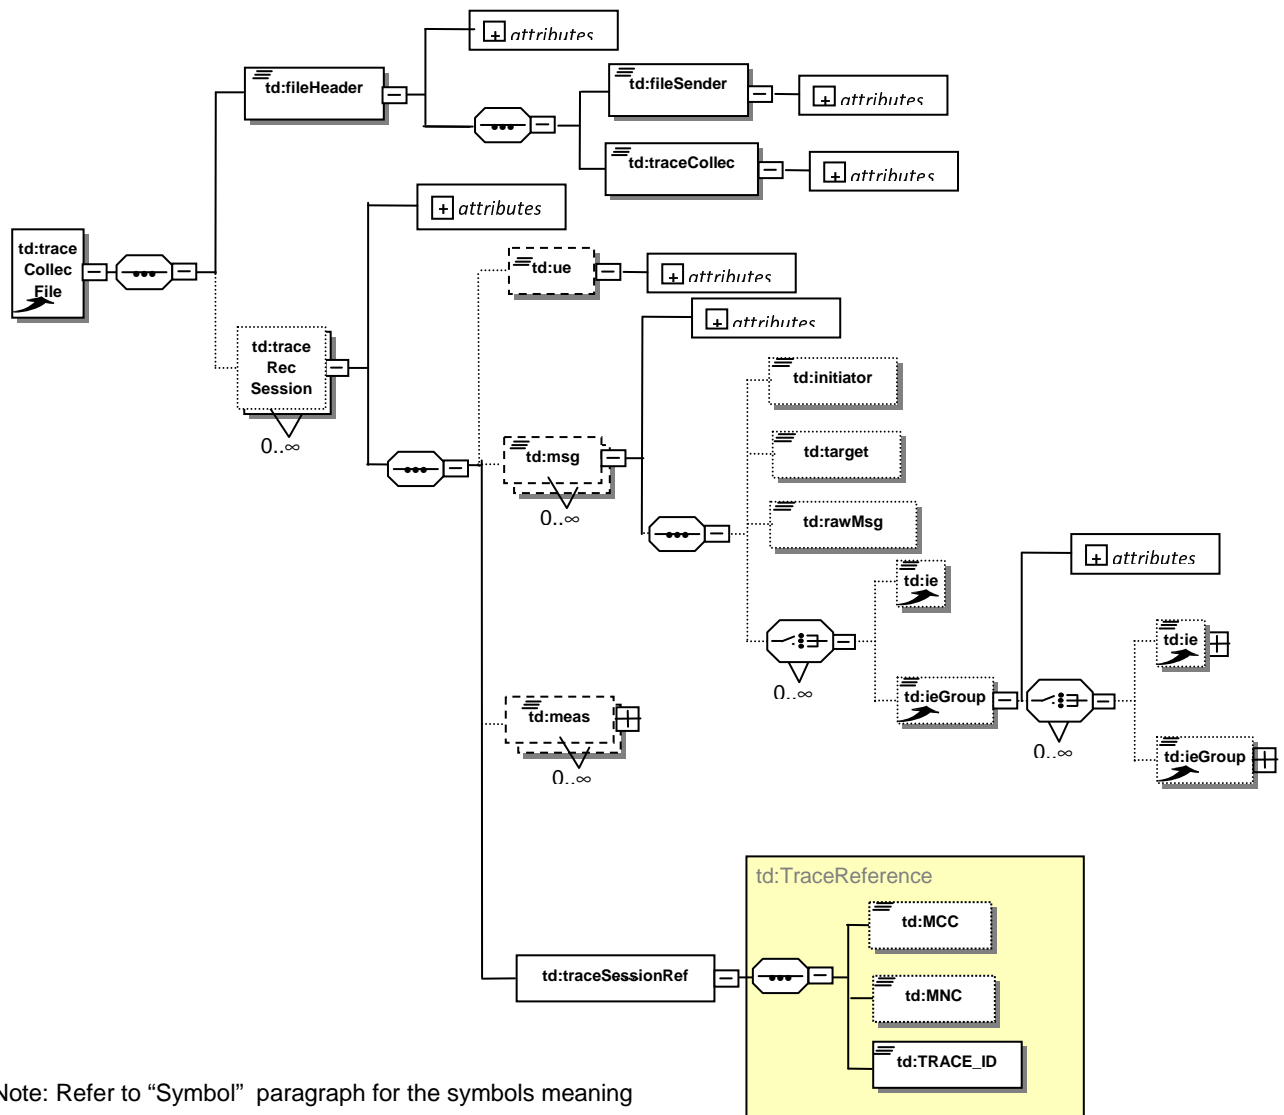 attributes
td:fileHeader
td:fileSender
attributes
td:traceCollec
attributes
attributes
td:trace
Collec
File
td:ue
attributes
attributes
td:trace
Rec
Session
0..∞
td:initiator
td:msg
0..∞
td:target
td:rawMsg
attributes
td:ie
td:ie
0..∞
td:ieGroup
td:meas
0..∞
0..∞
td:ieGroup
td:TraceReference
td:MCC
td:traceSessionRef
td:MNC
td:TRACE_ID
Note: Refer to “Symbol”  paragraph for the symbols meaning